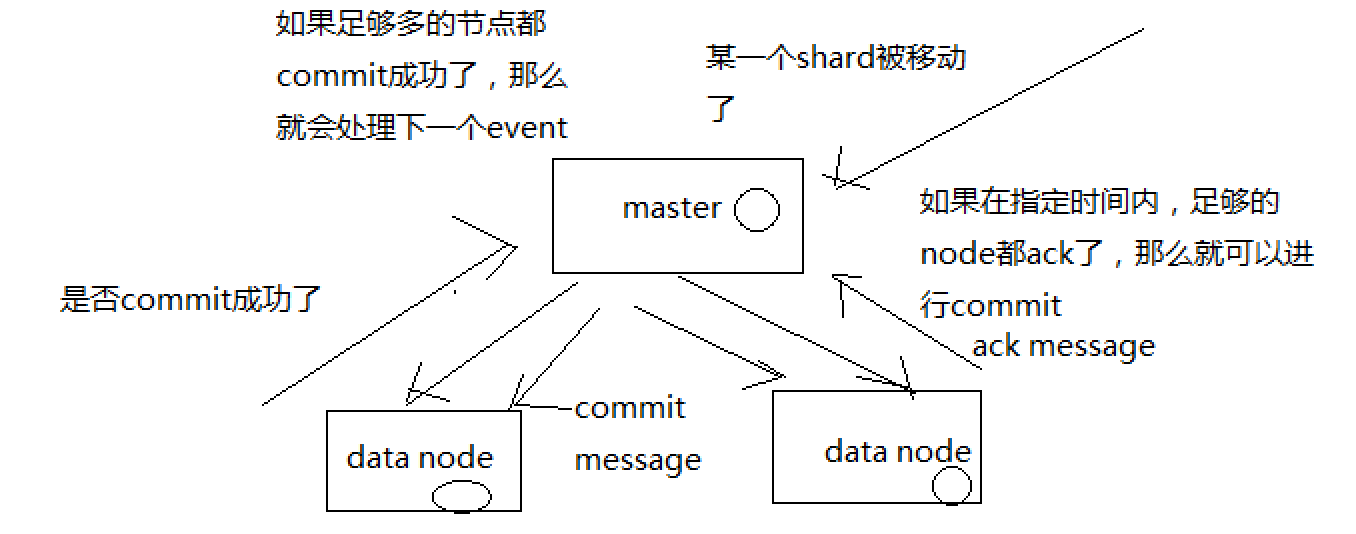 如果足够多的节点都
commit成功了，那么
就会处理下一个event
某一个shard被移动
了
master
如果在指定时间内，足够的
node都ack了，那么就可以进
行commit
ack message
是否commit成功了
commit
message
data node
data node